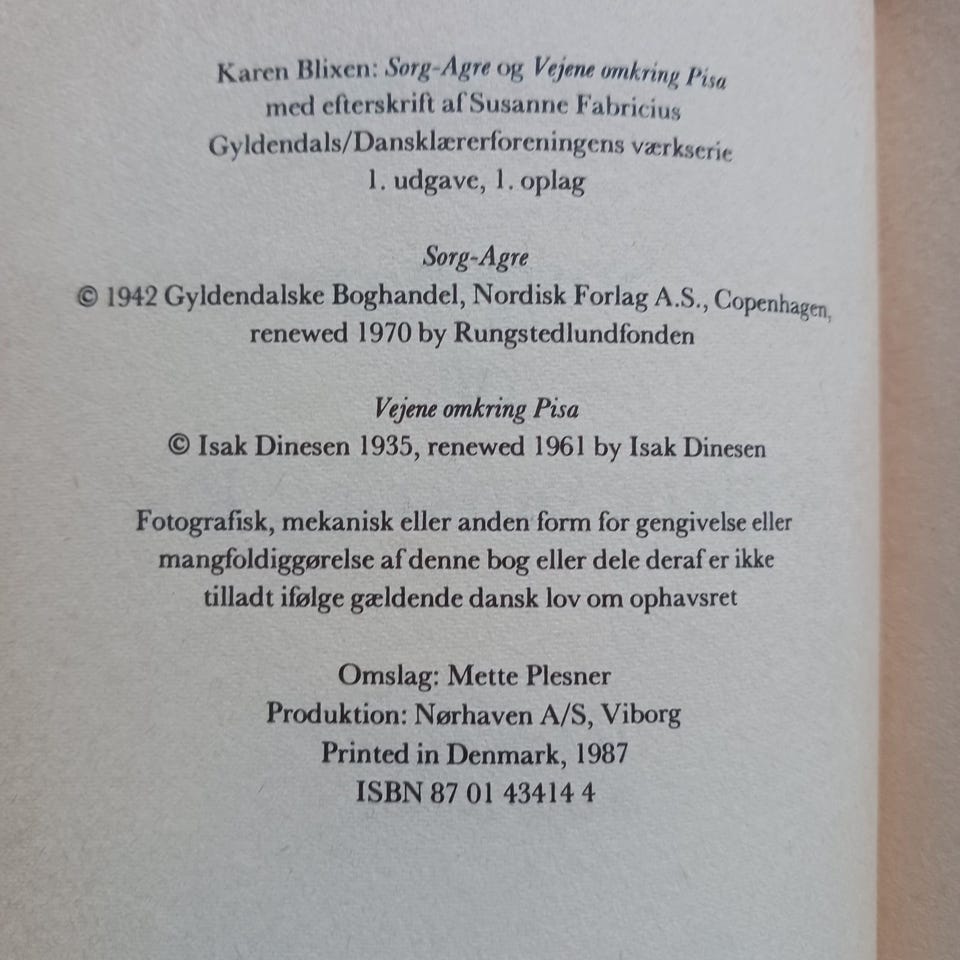 Karen Blixen: Sorg-Agre og Vejene omkring Pisa
med efterskrift af Susanne Fabricius
Gyldendals/Dansklærerforeningens værkserie
1. udgave, 1. oplag
Sorg-Agre
© 1942 Gyldendalske Boghandel, Nordisk Forlag A.S., Copenhagen,
renewed 1970 by Rungstedlundfonden
Vejene omkring Pisa
© Isak Dinesen 1935, renewed 1961 by Isak Dinesen
Fotografisk, mekanisk eller anden form for gengivelse eller
mangfoldiggørelse af denne bog eller dele deraf er ikke
tilladt ifølge gældende dansk lov om ophavsret
Omslag: Mette Plesner
Produktion: Nørhaven A/S, Viborg
Printed in Denmark, 1987
ISBN 87 01 43414 4